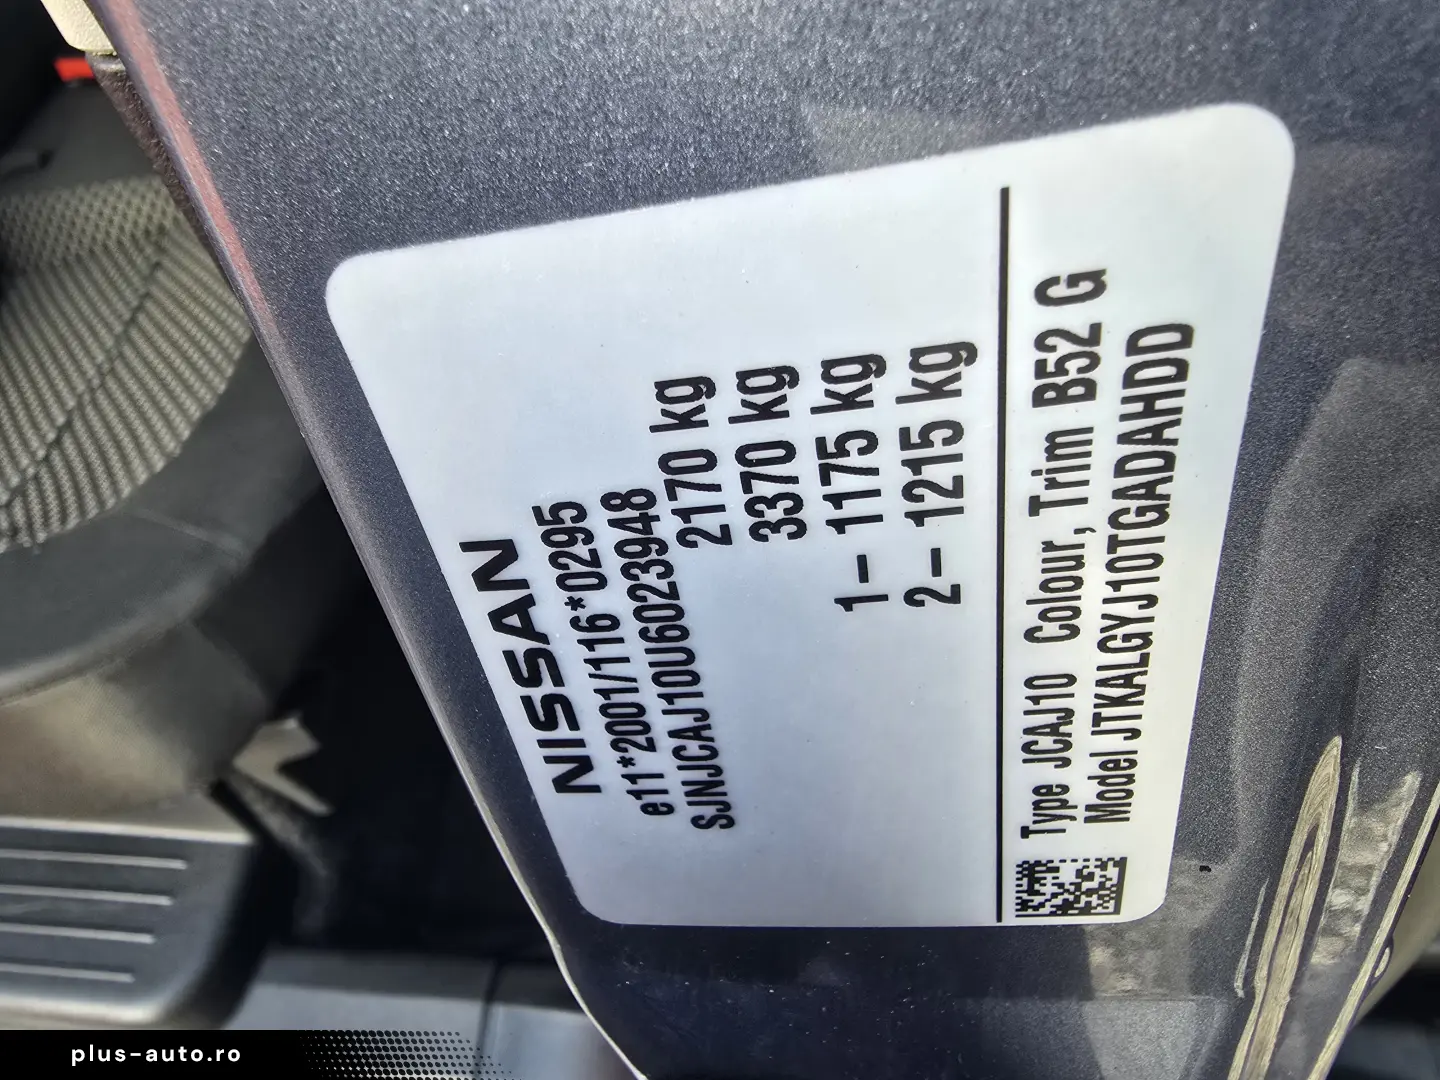 NISSAN
e11*2001/116*0295
SJNJCAJ10U6023948
2170 kg
3370 kg
1- 1175 kg
2- 1215 kg
Type JCAJ10 Colour, Trim B52 G
Model JTKALGYJ10TGADAHDD
plus-auto.ro